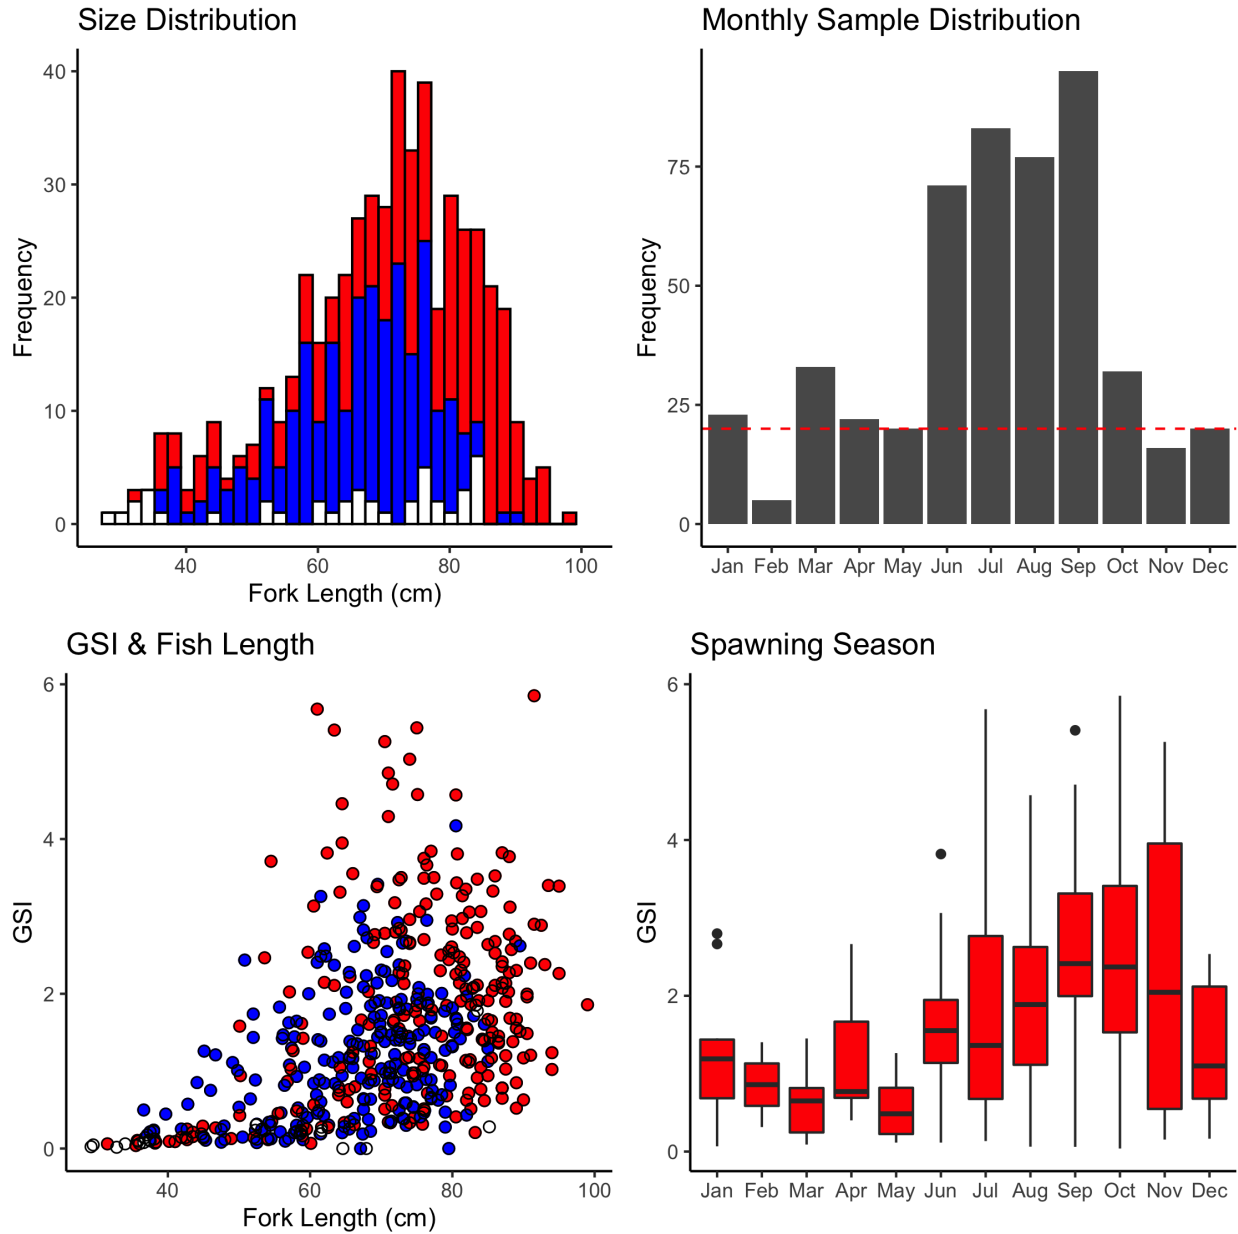 Size Distribution
Frequency
0
10
20
30
40
40
60
80
100
Fork Length (cm)
Monthly Sample Distribution
Frequency
0
25
50
75
Jan Feb Mar Apr May Jun Jul Aug Sep Oct Nov Dec
GSI & Fish Length
GSI
0
2
4
6
40
60
80
100
Fork Length (cm)
Spawning Season
GSI
0
2
4
6
Jan Feb Mar Apr May Jun Jul Aug Sep Oct Nov Dec